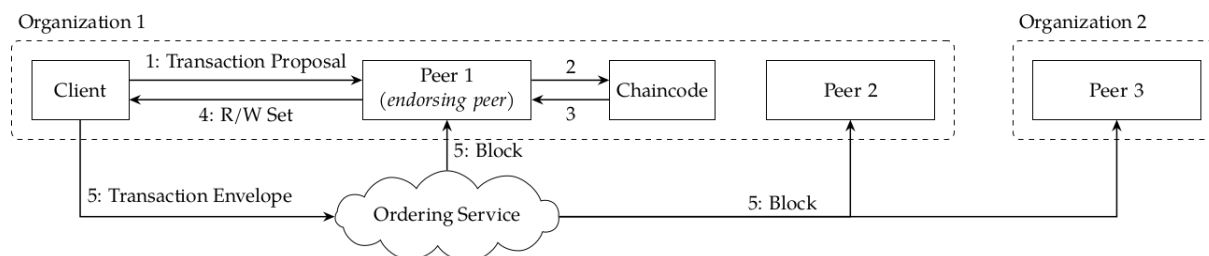 Organization 1
Organization 2
Client
1: Transaction Proposal
4: R/W Set
Peer 1
(endorsing peer)
2
3
Chaincode
Peer 2
Peer 3
5: Block
5: Transaction Envelope
Ordering Service
5: Block